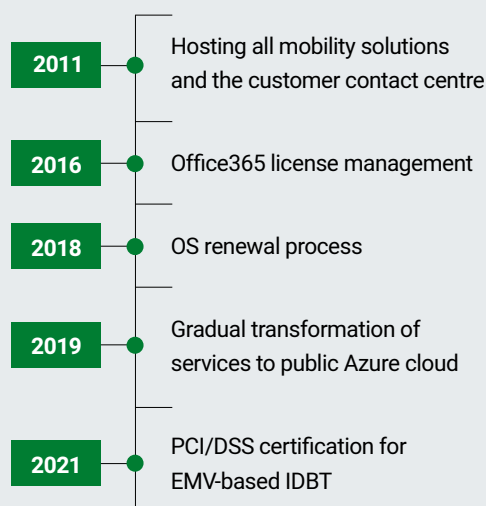 2011
Hosting all mobility solutions
and the customer contact centre
2016
Office365 license management
2018
OS renewal process
2019
Gradual transformation of
services to public Azure cloud
2021
PCI/DSS certification for
EMV-based IDBT